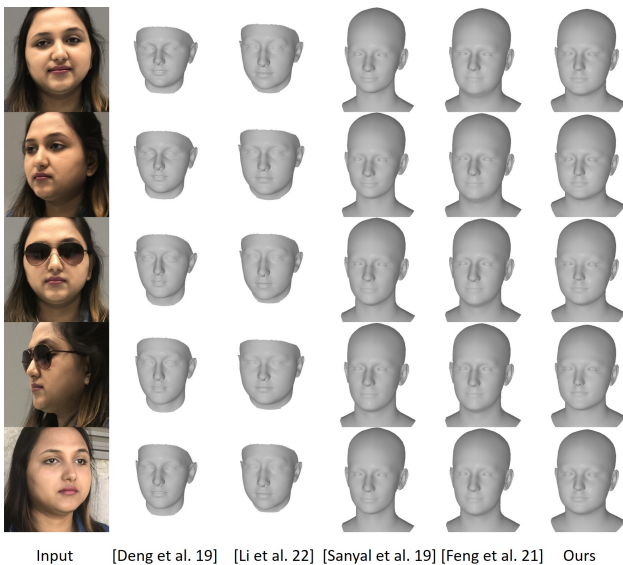 Input [Deng et al. 19] [Li et al. 22] [Sanyal et al. 19] [Feng et al. 21] Ours